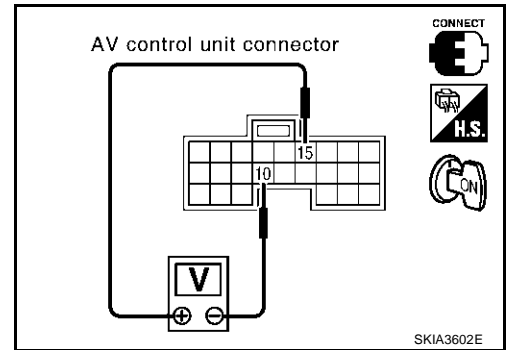 CONNECT
AV control unit connector
H.S.
15
10
ON
V
+ -
SKIA3602E